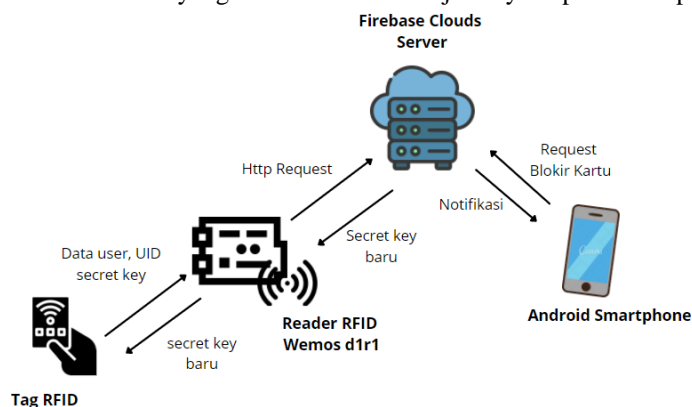 Firebase Clouds
Server
Http Request
Request
Blokir Kartu
Notifikasi
Secret key
baru
Data user, UID
secret key
Reader RFID
Wemos d1r1
Android Smartphone
secret key
baru
Tag RFID